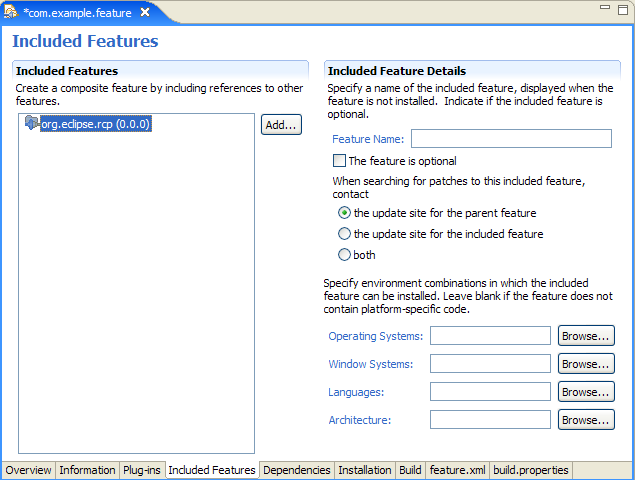 *com.example.feature
Included Features
Included Features
Create a composite feature by including references to other
features.
org.eclipse.rcp (0.0.0)
Add...
Included Feature Details
Specify a name of the included feature, displayed when the
feature is not installed. Indicate if the included feature is
optional.
Feature Name:
The feature is optional
When searching for patches to this included feature,
contact
the update site for the parent feature
the update site for the included feature
both
Specify environment combinations in which the included
feature can be installed. Leave blank if the feature does not
contain platform-specific code.
Operating Systems: Browse...
Window Systems: Browse...
Languages: Browse...
Architecture: Browse...
Overview Information Plug-ins Included Features Dependencies Installation Build feature.xml build.properties